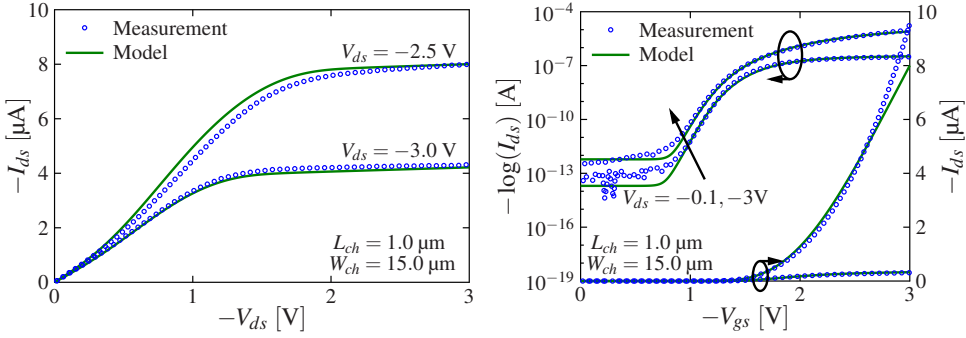 Measurement
Model
V_ds = −2.5 V
V_ds = −3.0 V
L_ch = 1.0 μm
W_ch = 15.0 μm
10
8
6
4
2
0
0
1
2
3
−I_ds [μA]
−V_ds [V]
Measurement
Model
V_ds = −0.1, −3V
L_ch = 1.0 μm
W_ch = 15.0 μm
10^−4
10^−7
10^−10
10^−13
10^−16
10^−19
0
1
2
3
10
8
6
4
2
0
−log(I_ds) [A]
−V_gs [V]
−I_ds [μA]